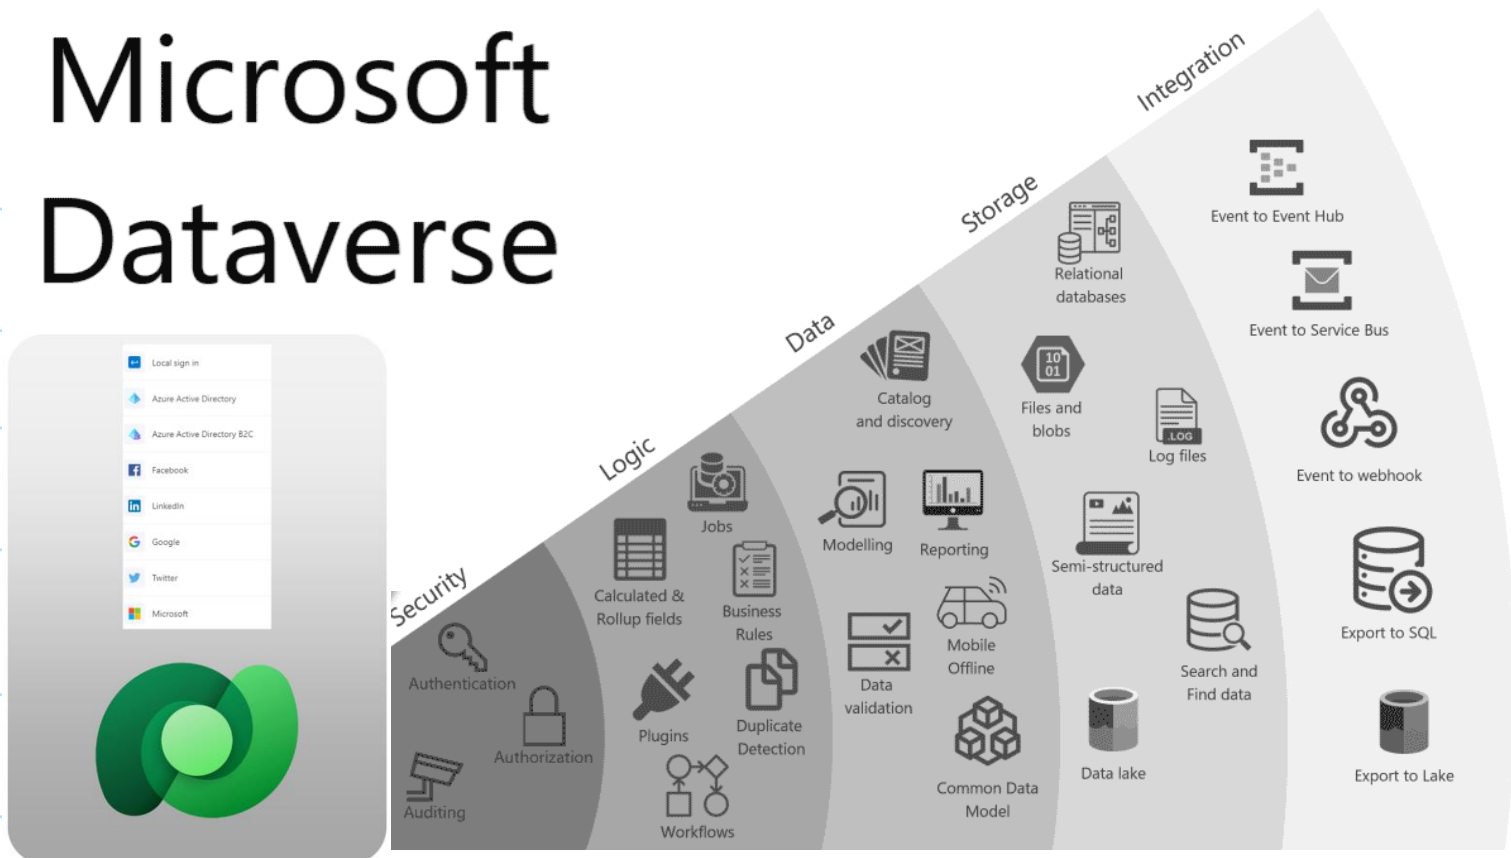 Microsoft
Dataverse
Local sign in
Azure Active Directory
Azure Active Directory B2C
Facebook
LinkedIn
Google
Twitter
Microsoft
Security
Authentication
Authorization
Auditing
Logic
Jobs
Calculated &
Rollup fields
Business
Rules
Plugins
Duplicate
Detection
Workflows
Data
Catalog
and discovery
Modelling
Reporting
Mobile
Offline
Data
validation
Common Data
Model
Storage
Relational
databases
10
01
Files and
blobs
.LOG
Log files
Semi-structured
data
Search and
Find data
Data lake
Integration
Event to Event Hub
Event to Service Bus
Event to webhook
Export to SQL
Export to Lake